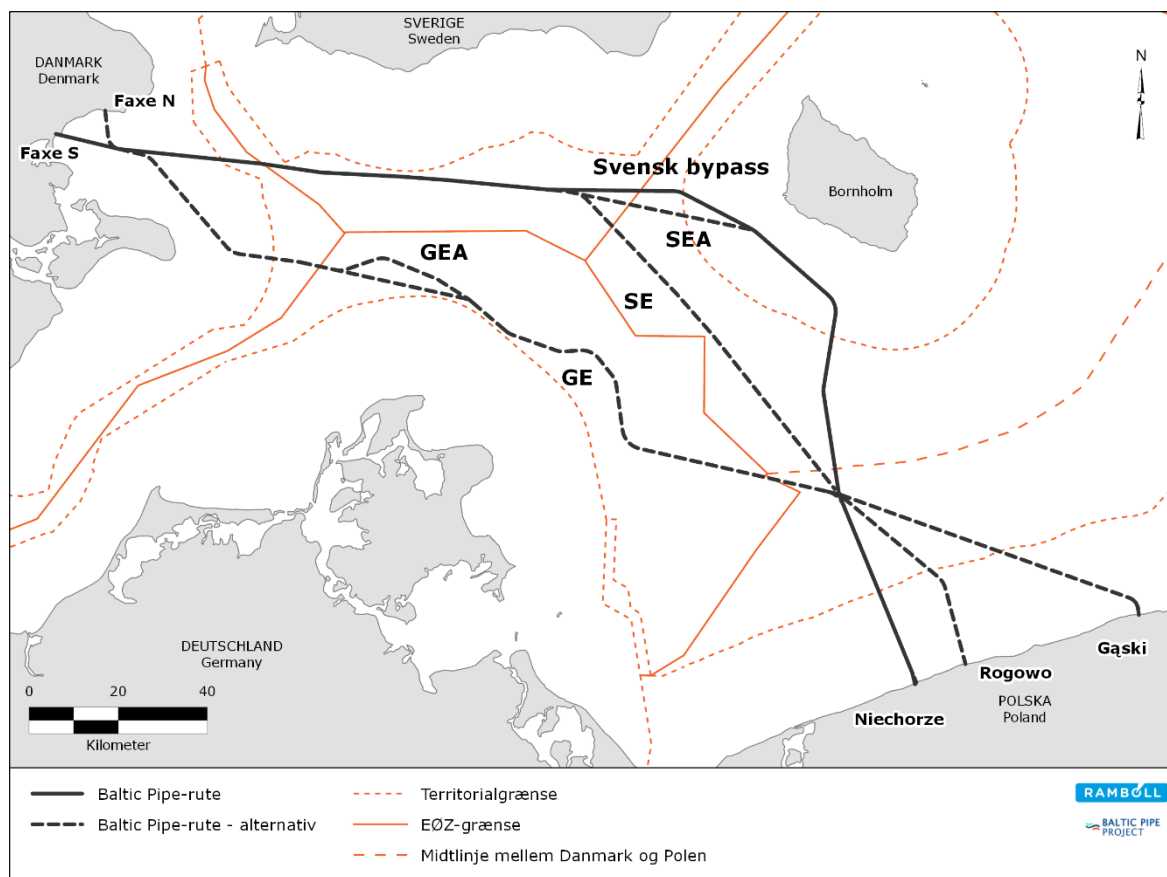 SVERIGE
Sweden
DANMARK
Denmark
N
Faxe N
Faxe S
Svensk bypass
Bornholm
SEA
GEA
SE
GE
DEUTSCHLAND
Germany
Gąski
Rogowo
POLSKA
Poland
Niechorze
0 20 40
Kilometer
Baltic Pipe-rute
Baltic Pipe-rute - alternativ
Territorialgrænse
EØZ-grænse
Midtlinje mellem Danmark og Polen
RAMBOLL
BALTIC PIPE
PROJECT